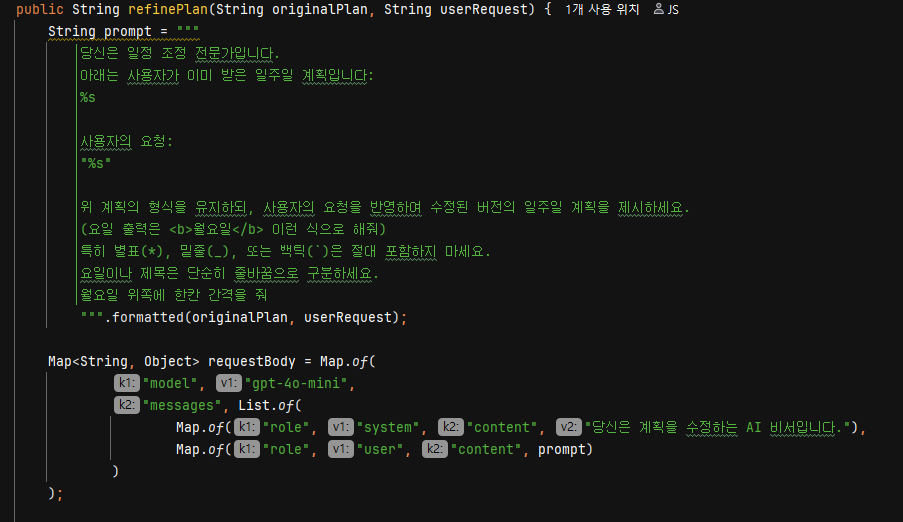 public String refinePlan(String originalPlan, String userRequest) {  1개 사용 위치  JS
String prompt = """
당신은 일정 조정 전문가입니다.
아래는 사용자가 이미 받은 일주일 계획입니다:
%s
사용자의 요청:
"%s"
위 계획의 형식을 유지하되, 사용자의 요청을 반영하여 수정된 버전의 일주일 계획을 제시하세요.
(요일 출력은 <b>월요일</b> 이런 식으로 해줘)
특히 별표(*), 밑줄(_), 또는 백틱(`)은 절대 포함하지 마세요.
요일이나 제목은 단순히 줄바꿈으로 구분하세요.
월요일 위쪽에 한칸 간격을 줘
""".formatted(originalPlan, userRequest);
Map<String, Object> requestBody = Map.of(
k1: "model", v1: "gpt-4o-mini",
k2: "messages", List.of(
Map.of( k1: "role", v1: "system", k2: "content", v2: "당신은 계획을 수정하는 AI 비서입니다."),
Map.of( k1: "role", v1: "user", k2: "content", prompt)
)
);